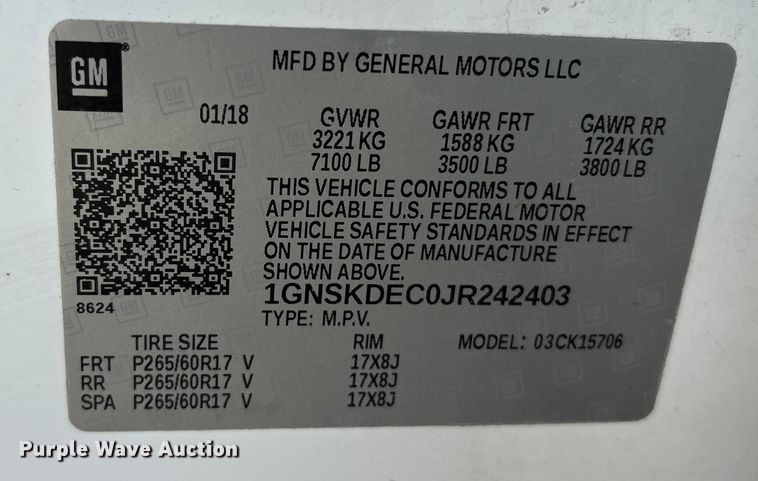 GM
MFD BY GENERAL MOTORS LLC
01/18 GVWR GAWR FRT GAWR RR
3221 KG 1588 KG 1724 KG
7100 LB 3500 LB 3800 LB
THIS VEHICLE CONFORMS TO ALL
APPLICABLE U.S. FEDERAL MOTOR
VEHICLE SAFETY STANDARDS IN EFFECT
ON THE DATE OF MANUFACTURE
SHOWN ABOVE.
1GNSKDEC0JR242403
8624
TYPE: M.P.V.
TIRE SIZE RIM MODEL: 03CK15706
FRT P265/60R17 V 17X8J
RR P265/60R17 V 17X8J
SPA P265/60R17 V 17X8J
Purple Wave Auction